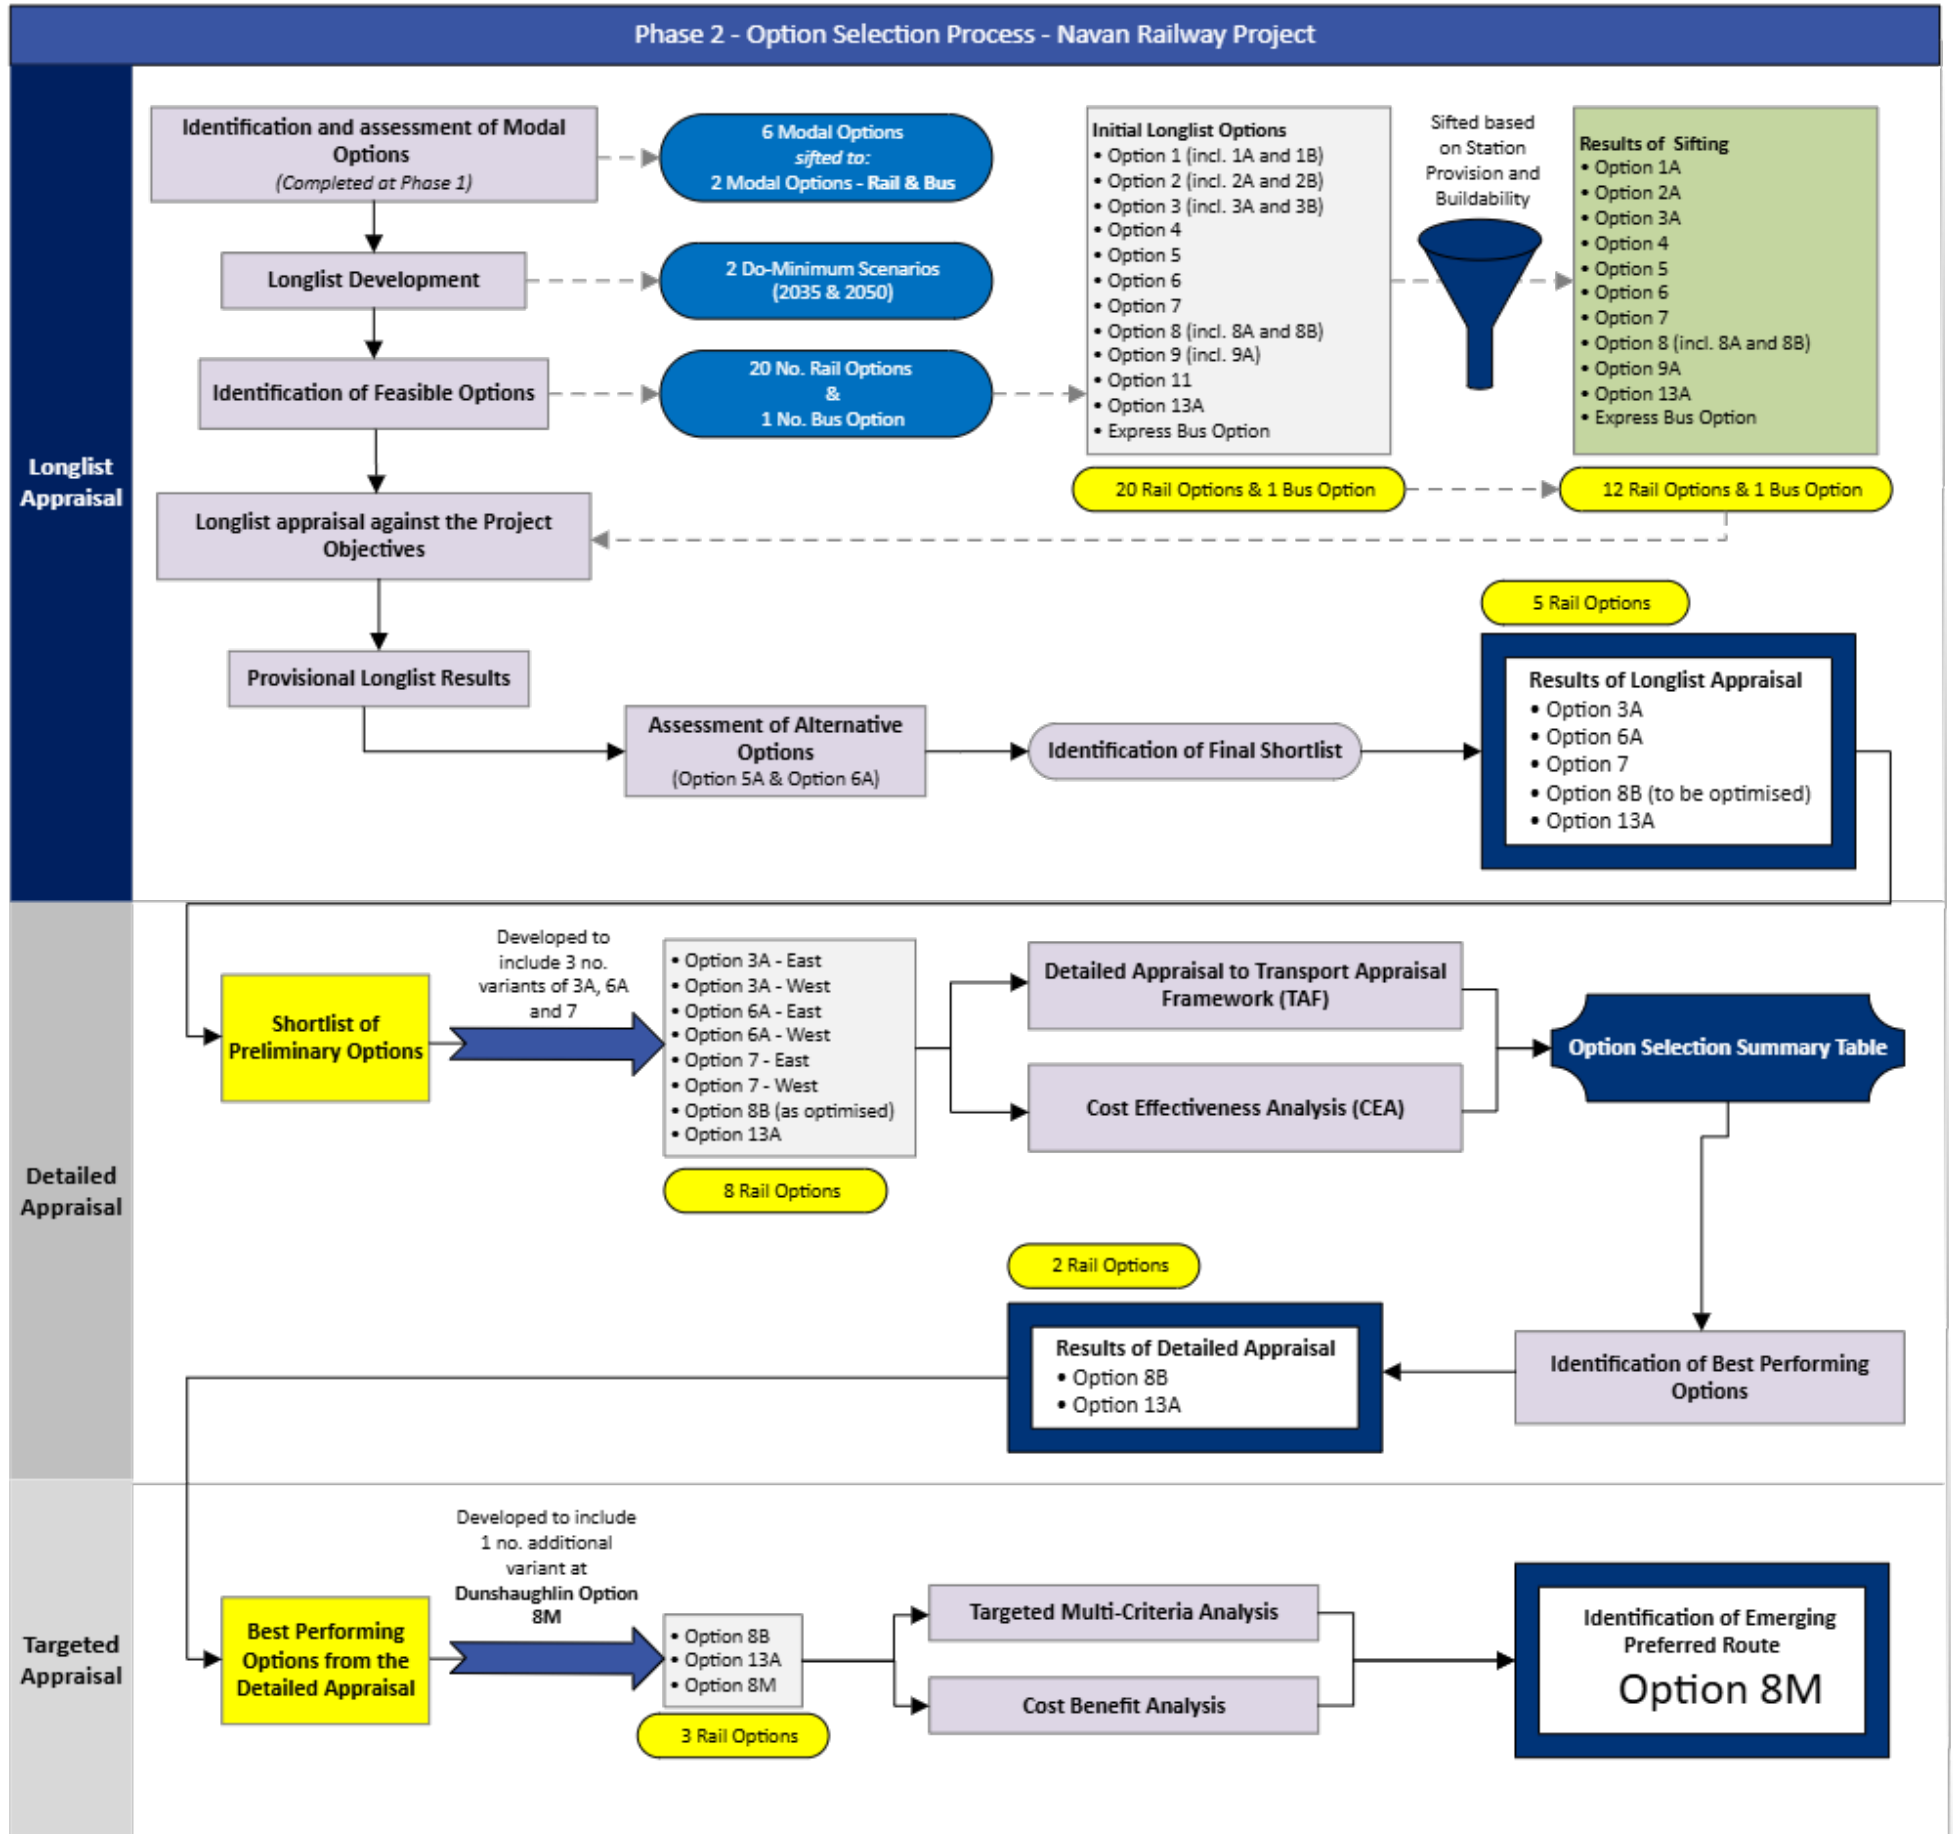 Phase 2 - Option Selection Process - Navan Railway Project
Longlist
Appraisal
Identification and assessment of Modal
Options
(Completed at Phase 1)
6 Modal Options
sifted to:
2 Modal Options - Rail & Bus
Longlist Development
2 Do-Minimum Scenarios
(2035 & 2050)
Identification of Feasible Options
20 No. Rail Options
&
1 No. Bus Option
Initial Longlist Options
• Option 1 (incl. 1A and 1B)
• Option 2 (incl. 2A and 2B)
• Option 3 (incl. 3A and 3B)
• Option 4
• Option 5
• Option 6
• Option 7
• Option 8 (incl. 8A and 8B)
• Option 9 (incl. 9A)
• Option 11
• Option 13A
• Express Bus Option
20 Rail Options & 1 Bus Option
Sifted based
on Station
Provision and
Buildability
Results of Sifting
• Option 1A
• Option 2A
• Option 3A
• Option 4
• Option 5
• Option 6
• Option 7
• Option 8 (incl. 8A and 8B)
• Option 9A
• Option 13A
• Express Bus Option
12 Rail Options & 1 Bus Option
Longlist appraisal against the Project
Objectives
Provisional Longlist Results
Assessment of Alternative
Options
(Option 5A & Option 6A)
Identification of Final Shortlist
5 Rail Options
Results of Longlist Appraisal
• Option 3A
• Option 6A
• Option 7
• Option 8B (to be optimised)
• Option 13A
Detailed
Appraisal
Shortlist of
Preliminary Options
Developed to
include 3 no.
variants of 3A, 6A
and 7
• Option 3A - East
• Option 3A - West
• Option 6A - East
• Option 6A - West
• Option 7 - East
• Option 7 - West
• Option 8B (as optimised)
• Option 13A
8 Rail Options
Detailed Appraisal to Transport Appraisal
Framework (TAF)
Cost Effectiveness Analysis (CEA)
Option Selection Summary Table
Identification of Best Performing
Options
2 Rail Options
Results of Detailed Appraisal
• Option 8B
• Option 13A
Targeted
Appraisal
Best Performing
Options from the
Detailed Appraisal
Developed to include
1 no. additional
variant at
Dunshaughlin Option
8M
• Option 8B
• Option 13A
• Option 8M
3 Rail Options
Targeted Multi-Criteria Analysis
Cost Benefit Analysis
Identification of Emerging
Preferred Route
Option 8M